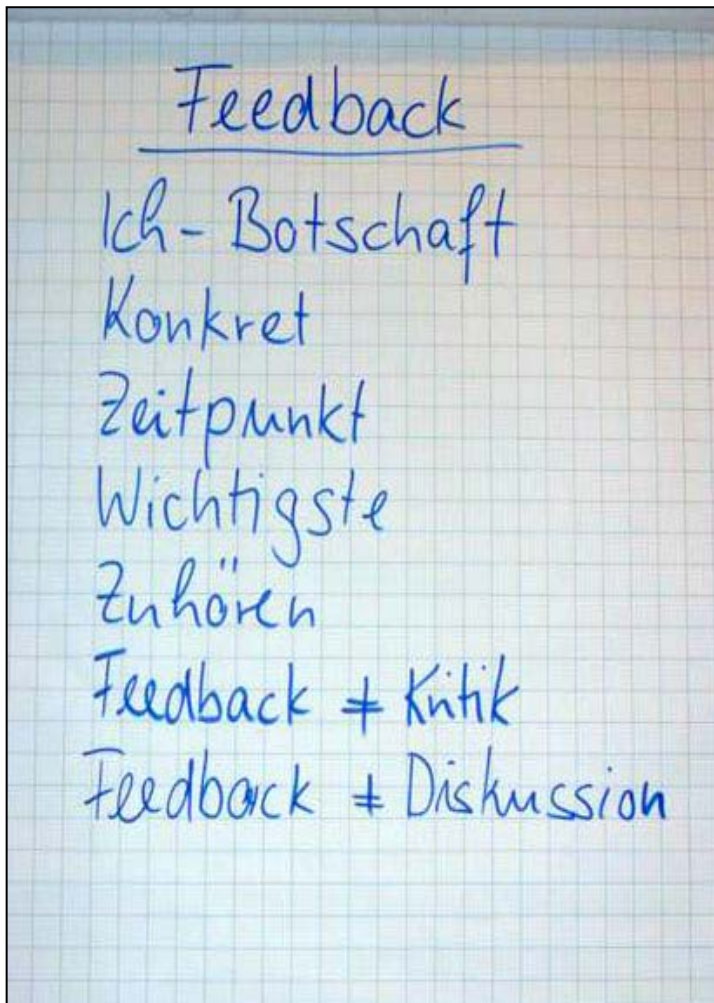 Feedback
Ich-Botschaft
Konkret
Zeitpunkt
Wichtigste
Zuhören
Feedback ≠ Kritik
Feedback ≠ Diskussion